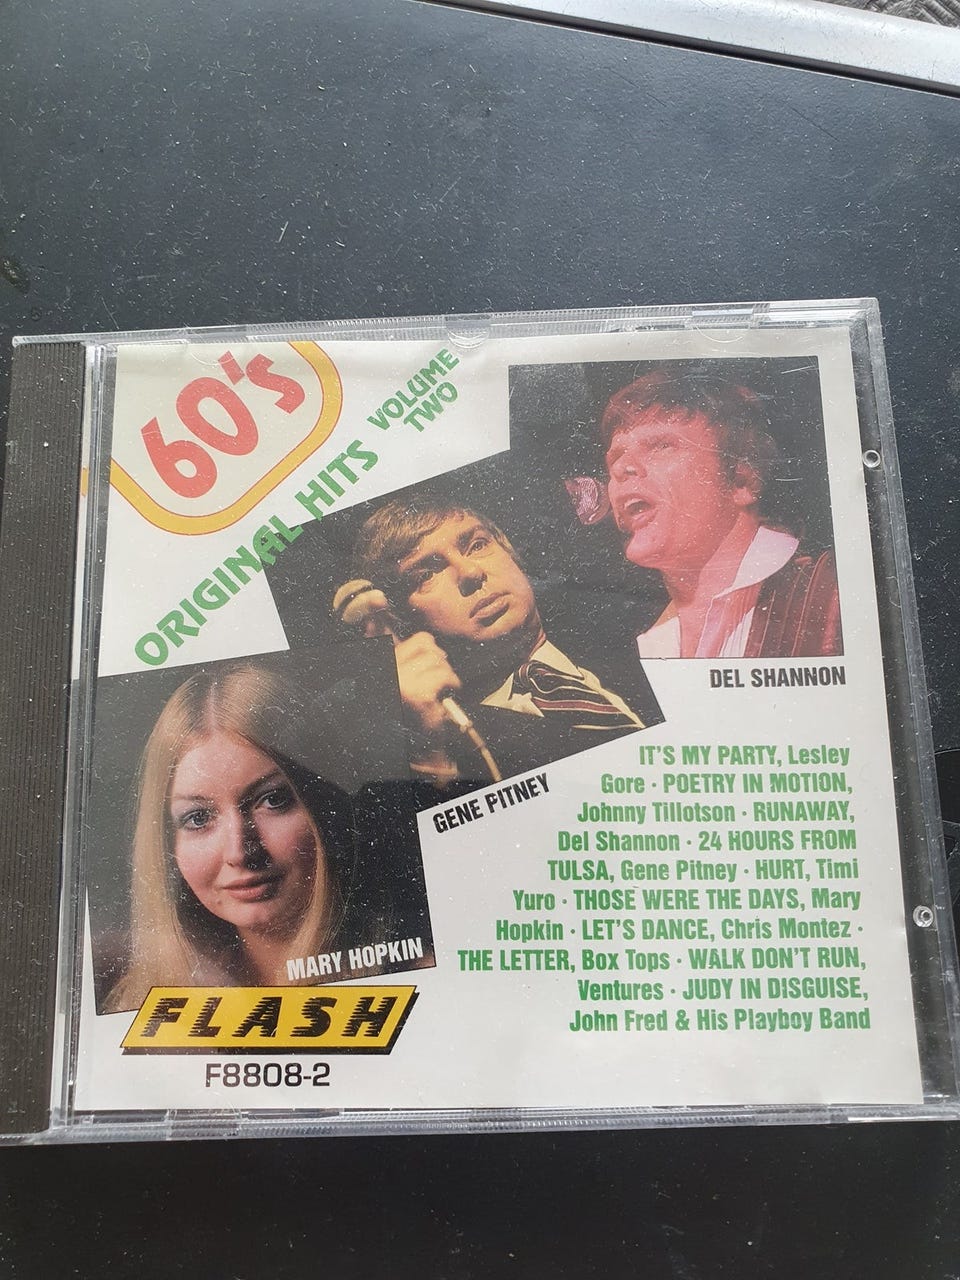 60's
ORIGINAL HITS
VOLUME
TWO
DEL SHANNON
GENE PITNEY
MARY HOPKIN
IT'S MY PARTY, Lesley
Gore · POETRY IN MOTION,
Johnny Tillotson · RUNAWAY,
Del Shannon · 24 HOURS FROM
TULSA, Gene Pitney · HURT, Timi
Yuro · THOSE WERE THE DAYS, Mary
Hopkin · LET'S DANCE, Chris Montez ·
THE LETTER, Box Tops · WALK DON'T RUN,
Ventures · JUDY IN DISGUISE,
John Fred & His Playboy Band
FLASH
F8808-2